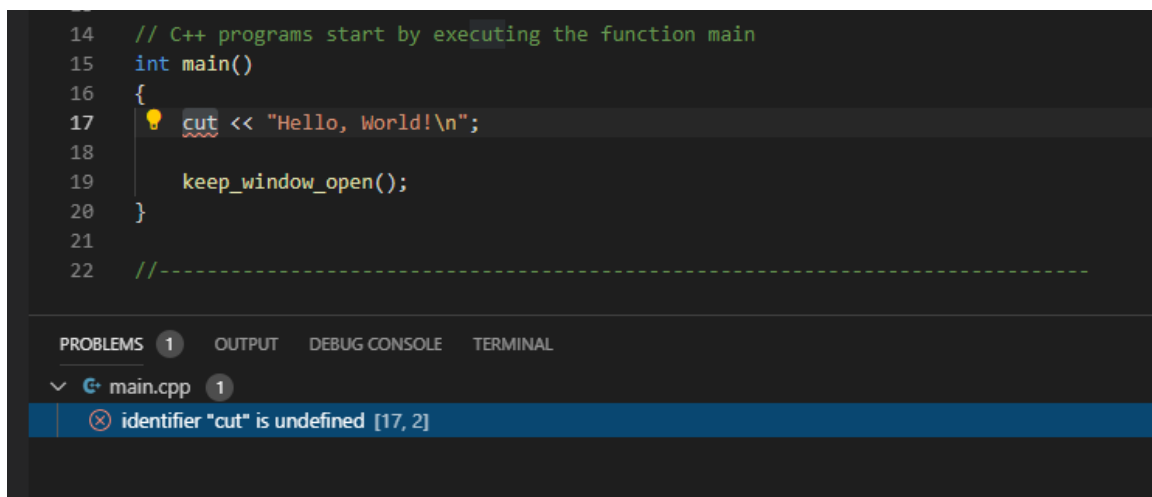 14 // C++ programs start by executing the function main
15 int main()
16 {
17 cut << "Hello, World!\n";
18
19 keep_window_open();
20 }
21
22 //------------------------------------------------------------------------------
PROBLEMS 1 OUTPUT DEBUG CONSOLE TERMINAL
main.cpp 1
identifier "cut" is undefined [17, 2]